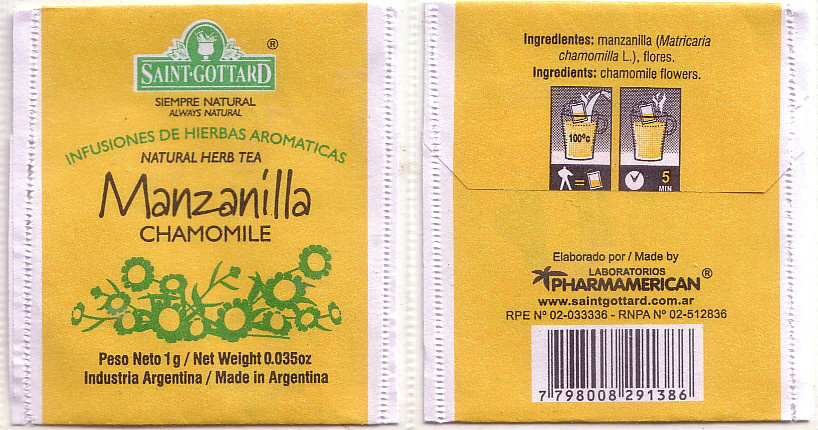 ®
SAINT·GOTTARD
SIEMPRE NATURAL
ALWAYS NATURAL
INFUSIONES DE HIERBAS AROMATICAS
NATURAL HERB TEA
Manzanilla
CHAMOMILE
Peso Neto 1 g / Net Weight 0.035oz
Industria Argentina / Made in Argentina
Ingredientes: manzanilla (Matricaria
chamomilla L.), flores.
Ingredients: chamomile flowers.
100ºc
=
5
MIN
Elaborado por / Made by
LABORATORIOS
PHARMAMERICAN®
www.saintgottard.com.ar
RPE Nº 02-033336 - RNPA Nº 02-512836
7 798008 291386